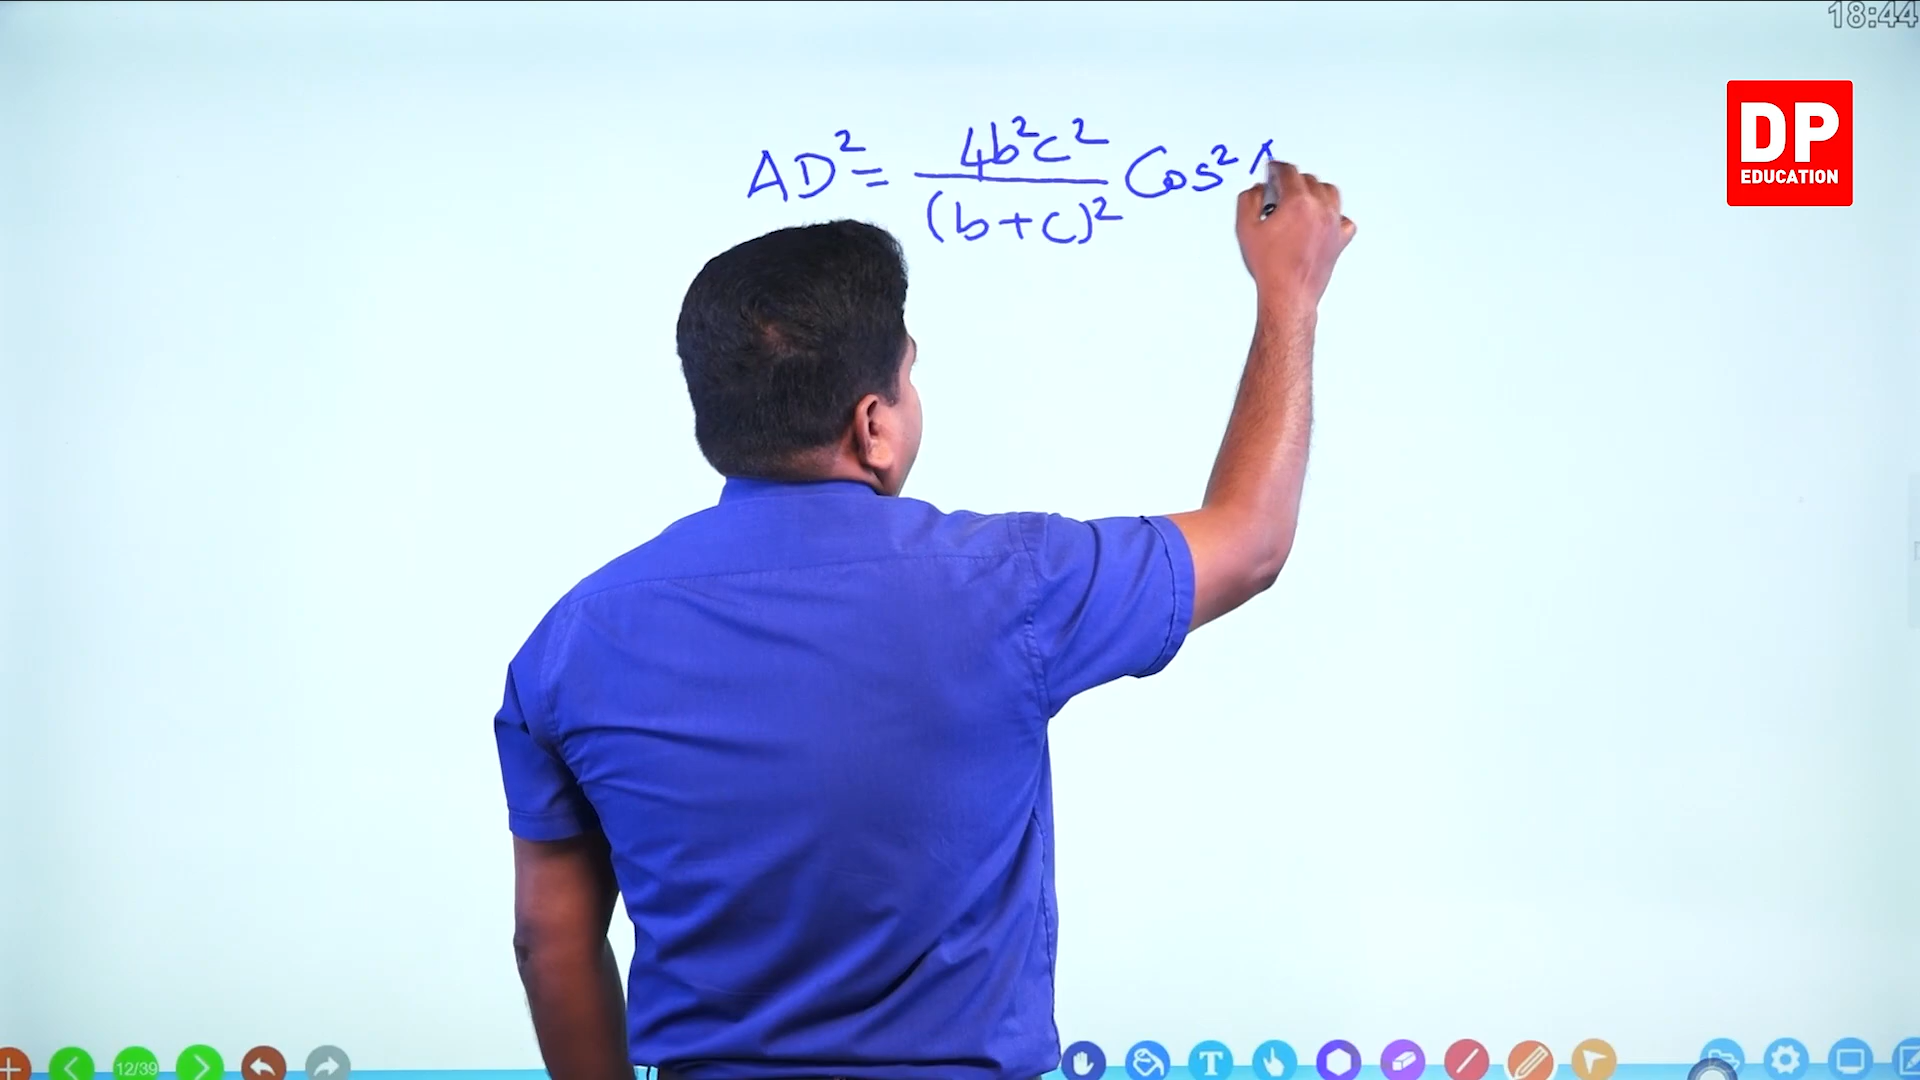 18:44
DP
EDUCATION
AD² = 4b²c² / (b+c)² Cos² A
12/39
T